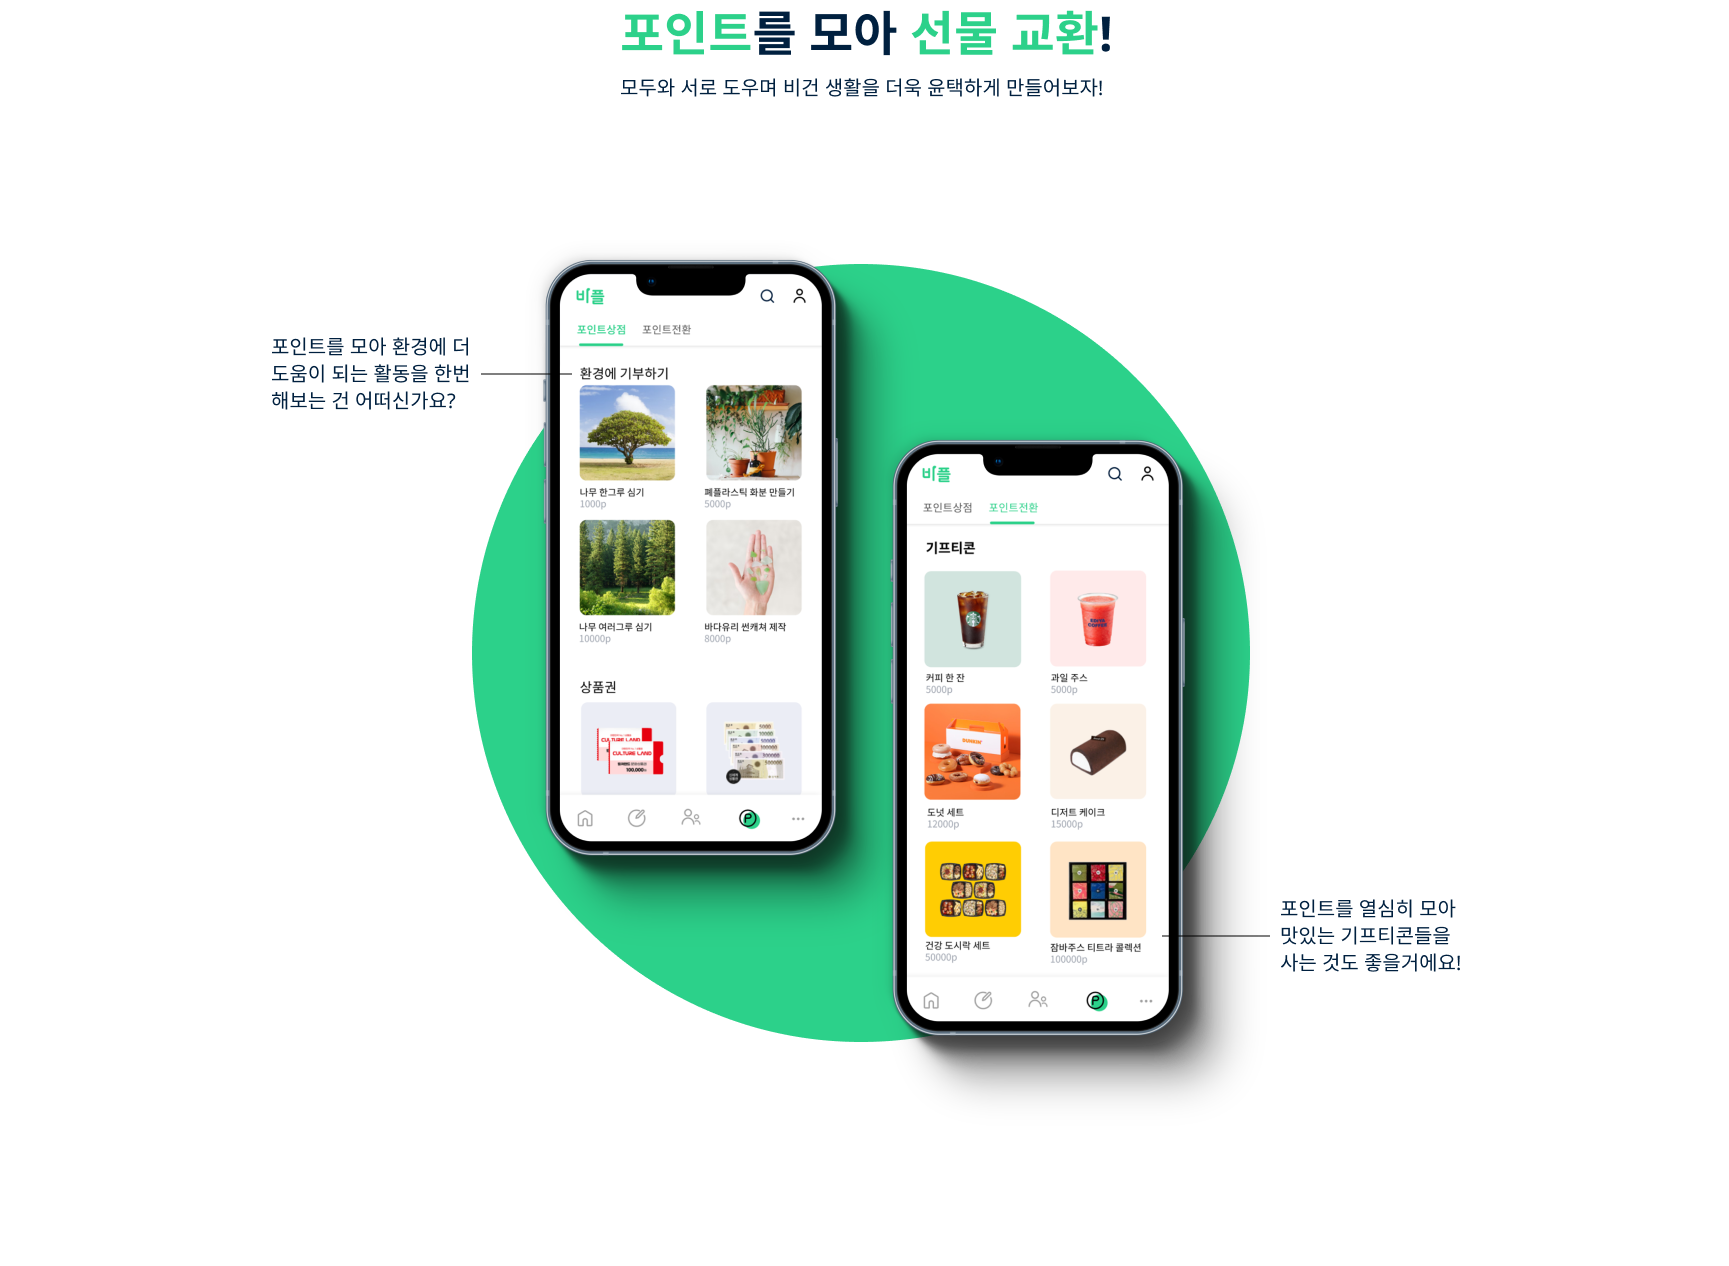 포인트를 모아 선물 교환!
모두와 서로 도우며 비건 생활을 더욱 윤택하게 만들어보자!
포인트를 모아 환경에 더
도움이 되는 활동을 한번
해보는 건 어떠신가요?
비플
포인트상점 포인트전환
환경에 기부하기
나무 한그루 심기 폐플라스틱 화분 만들기
1000p 5000p
나무 여러그루 심기 바다유리 썬캐쳐 제작
10000p 8000p
상품권
CULTURE LAND
CULTURE LAND
100,000
비플
포인트상점 포인트전환
기프티콘
커피 한 잔 과일 주스
5000p 5000p
DUNKIN'
도넛 세트 디저트 케이크
12000p 15000p
건강 도시락 세트 잠바주스 티트라 콜렉션
50000p 100000p
포인트를 열심히 모아
맛있는 기프티콘들을
사는 것도 좋을거에요!